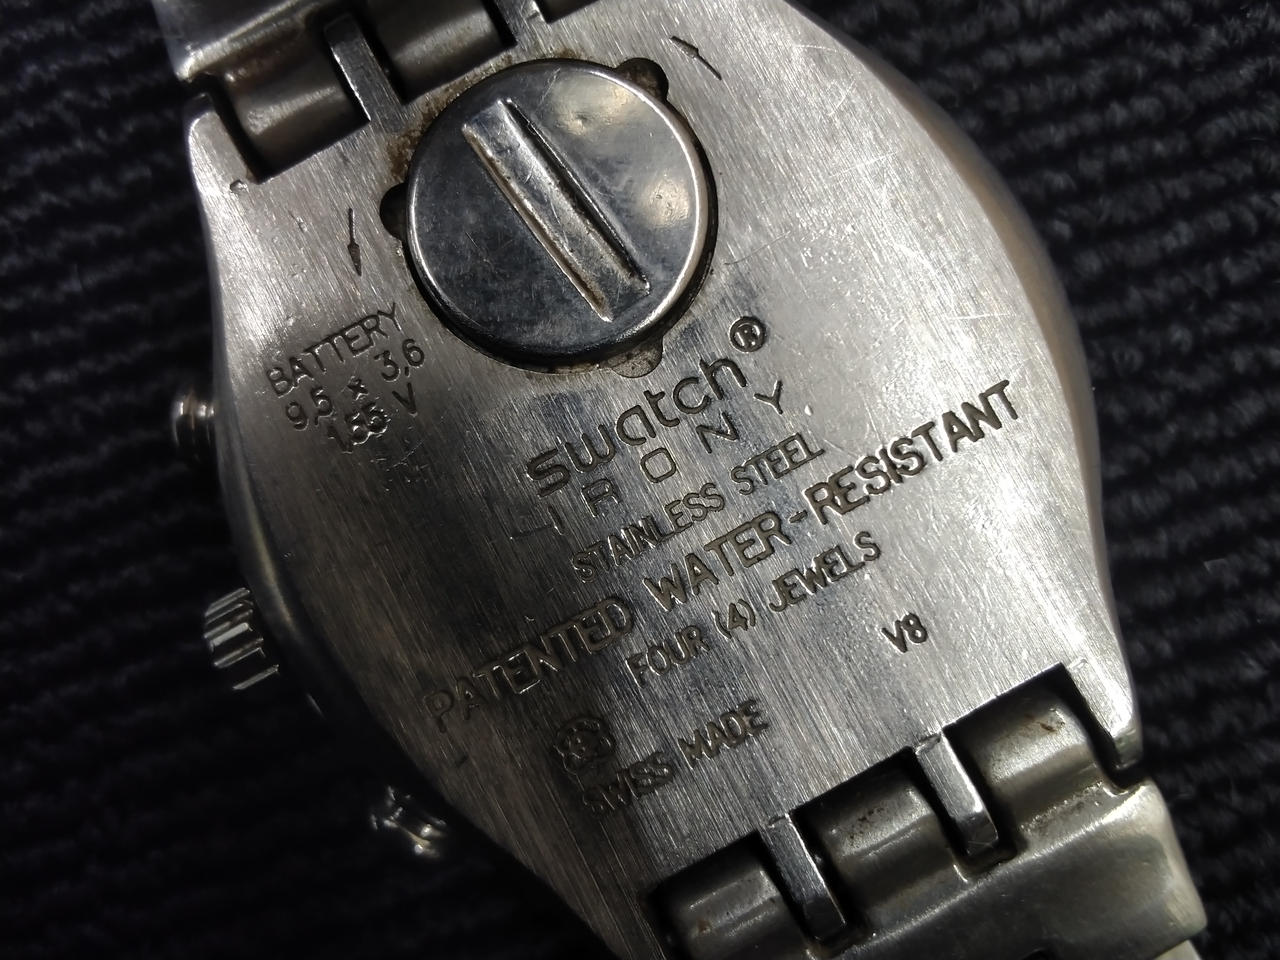 BATTERY
9,5 x 3,6
1,55 V
swatch®
IRONY
STAINLESS STEEL
PATENTED WATER-RESISTANT
FOUR (4) JEWELS
V8
SWISS MADE